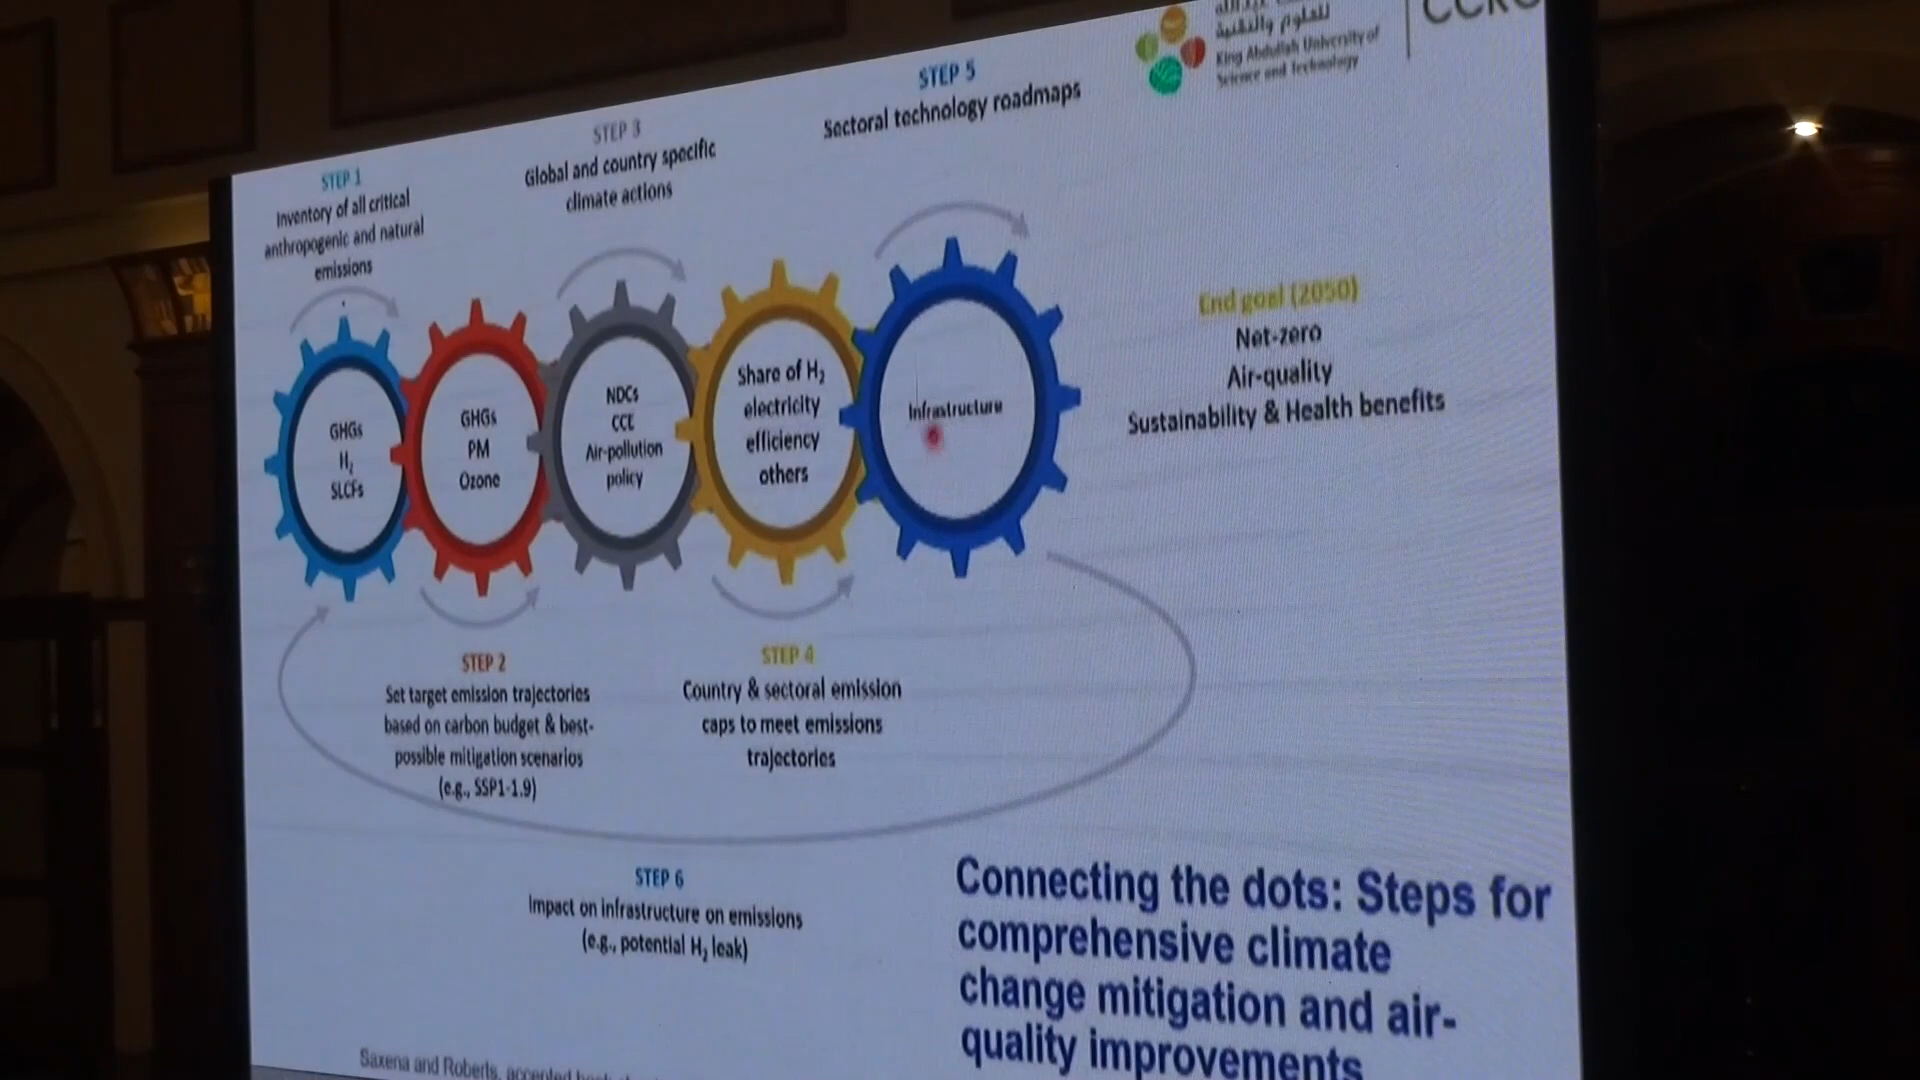 للعلوم والتقنية
King Abdullah University of
Science and Technology
STEP 1
Inventory of all critical
anthropogenic and natural
emissions
STEP 3
Global and country specific
climate actions
STEP 5
Sectoral technology roadmaps
GHGs
H₂
SLCFs
GHGs
PM
Ozone
NDCs
CCE
Air-pollution
policy
Share of H₂
electricity
efficiency
others
Infrastructure
End goal (2050)
Net-zero
Air-quality
Sustainability & Health benefits
STEP 2
Set target emission trajectories
based on carbon budget & best-
possible mitigation scenarios
(e.g., SSP1-1.9)
STEP 4
Country & sectoral emission
caps to meet emissions
trajectories
STEP 6
Impact on infrastructure on emissions
(e.g., potential H₂ leak)
Connecting the dots: Steps for
comprehensive climate
change mitigation and air-
quality improvements
Saxena and Roberts, accepted